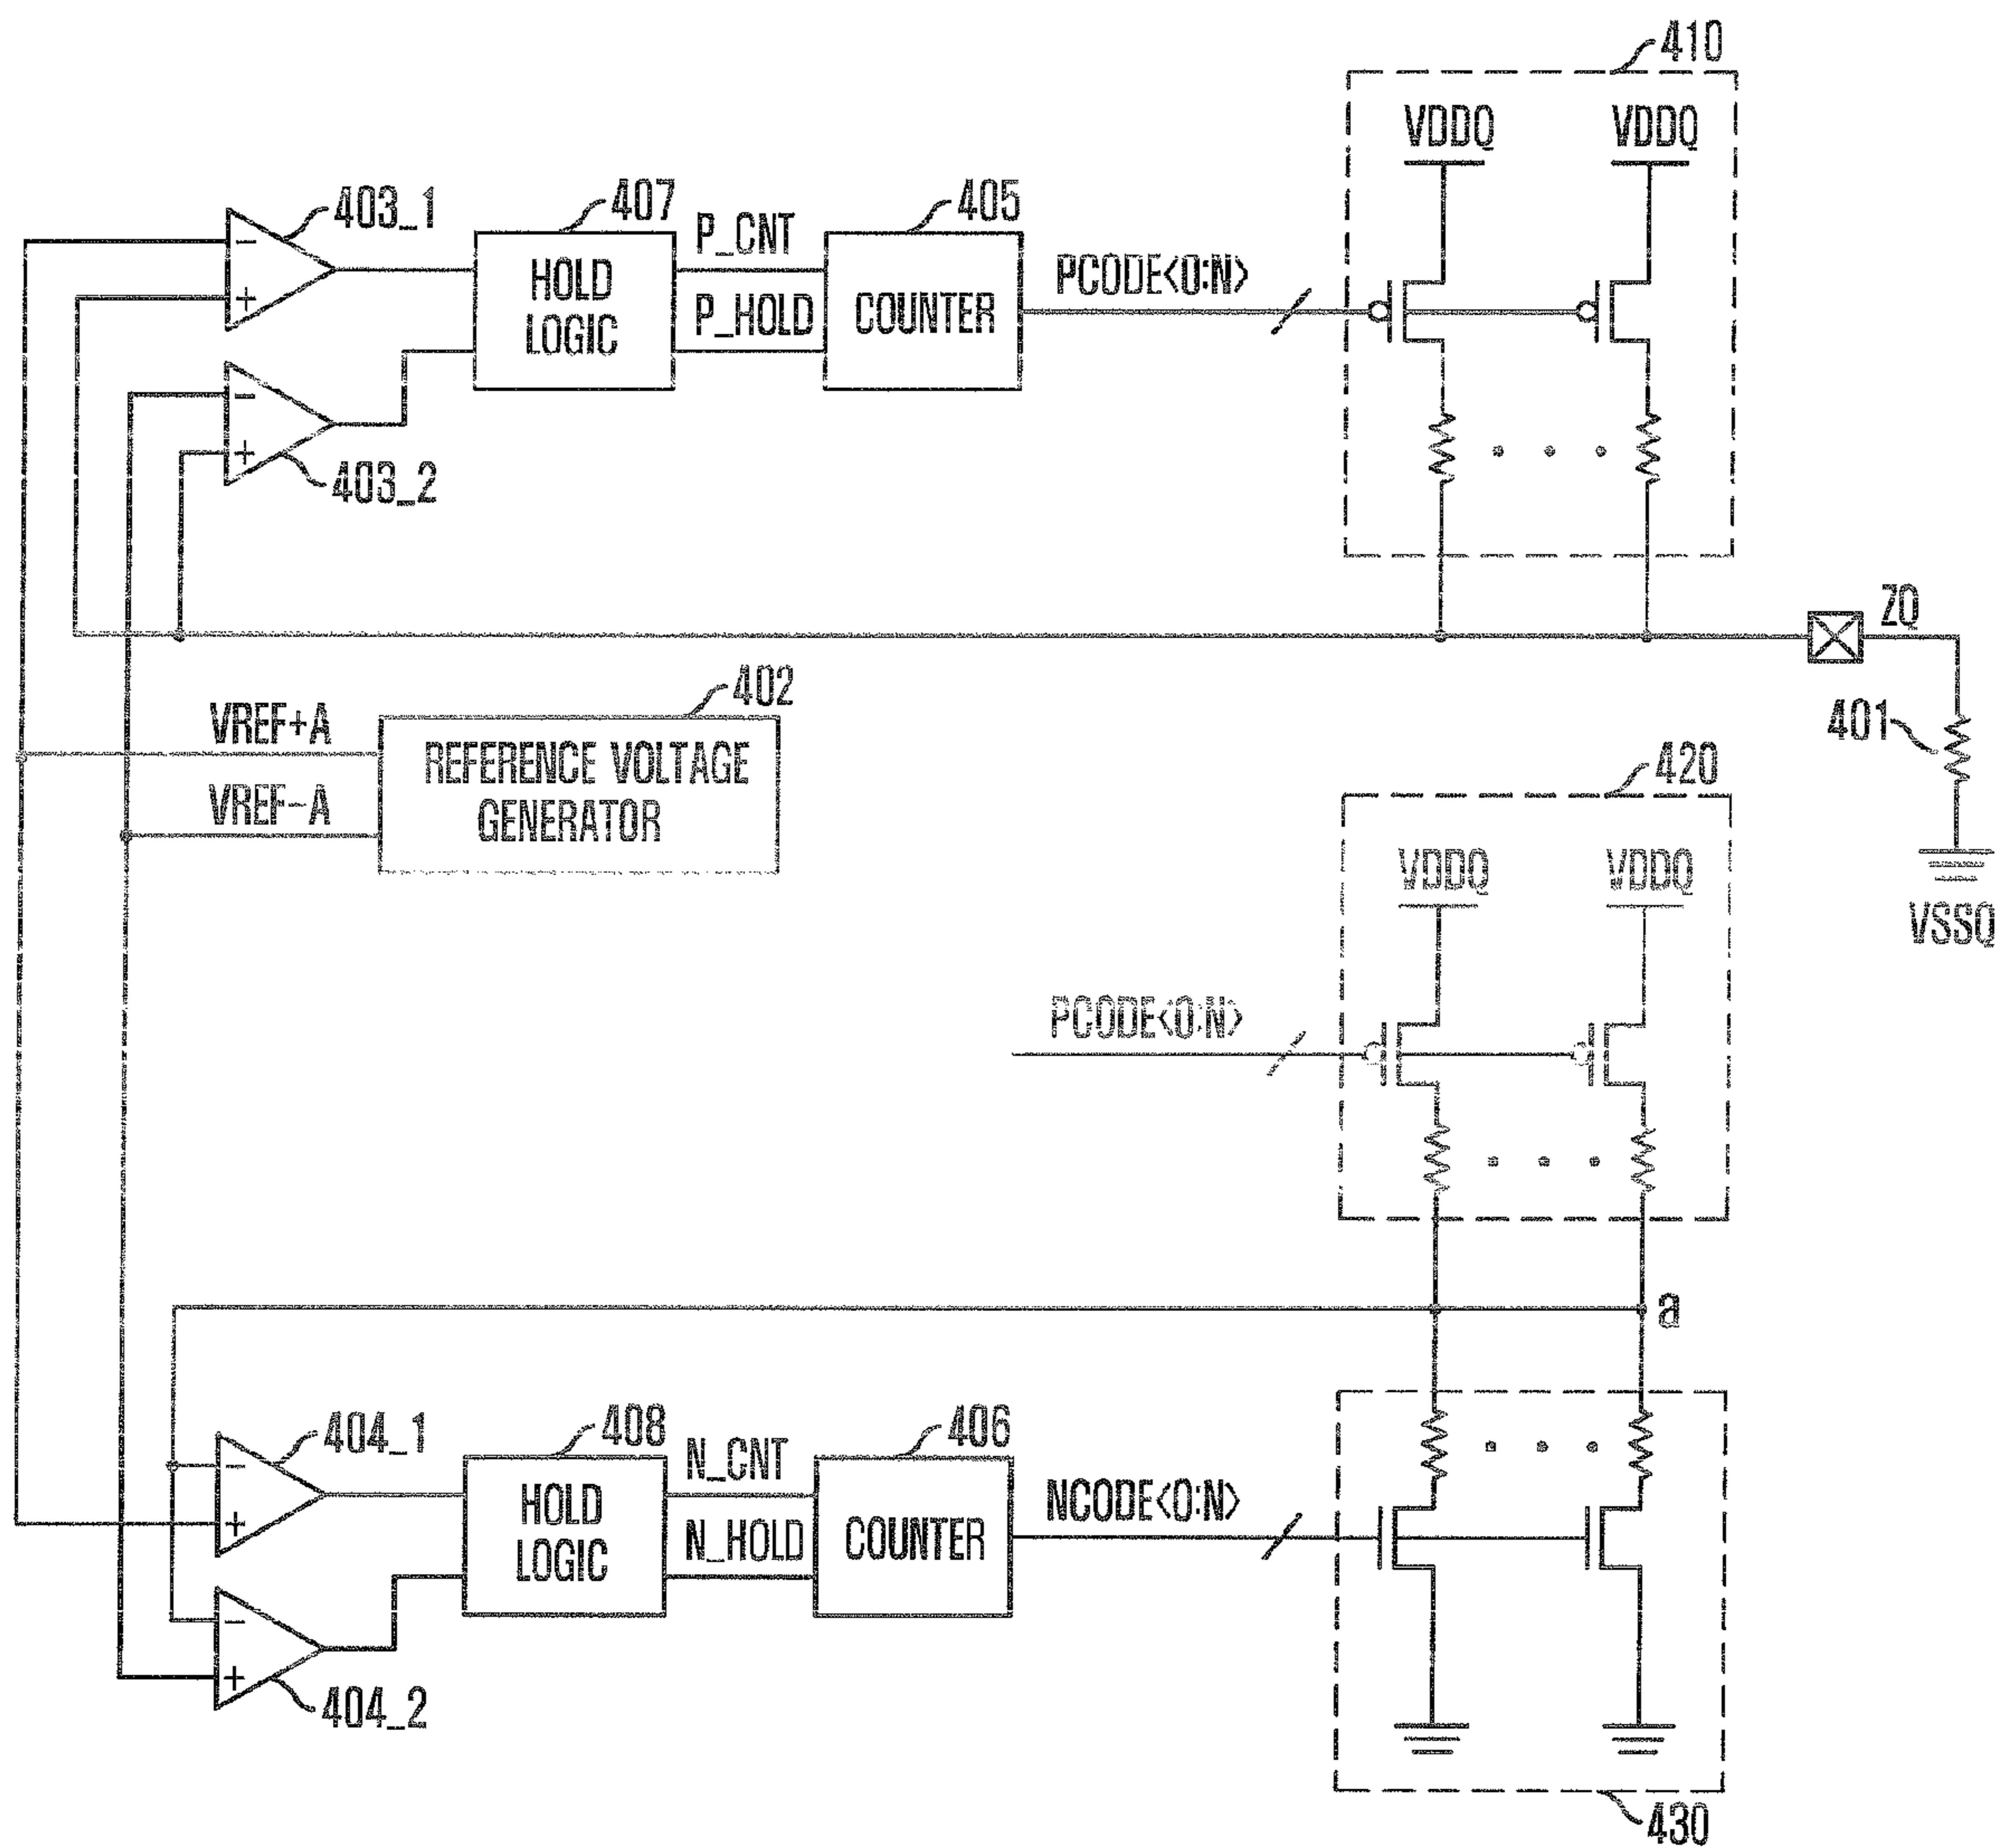 410
VDDQ VDDQ
403_1
-
+
407
HOLD
LOGIC
P_CNT
P_HOLD
405
COUNTER
PCODE<0:N>
-
+
403_2
ZQ
401
VSSQ
402
VREF+A
VREF-A
REFERENCE VOLTAGE
GENERATOR
420
VDDQ VDDQ
PCODE<0:N>
a
404_1
-
+
408
HOLD
LOGIC
N_CNT
N_HOLD
406
COUNTER
NCODE<0:N>
-
+
404_2
430